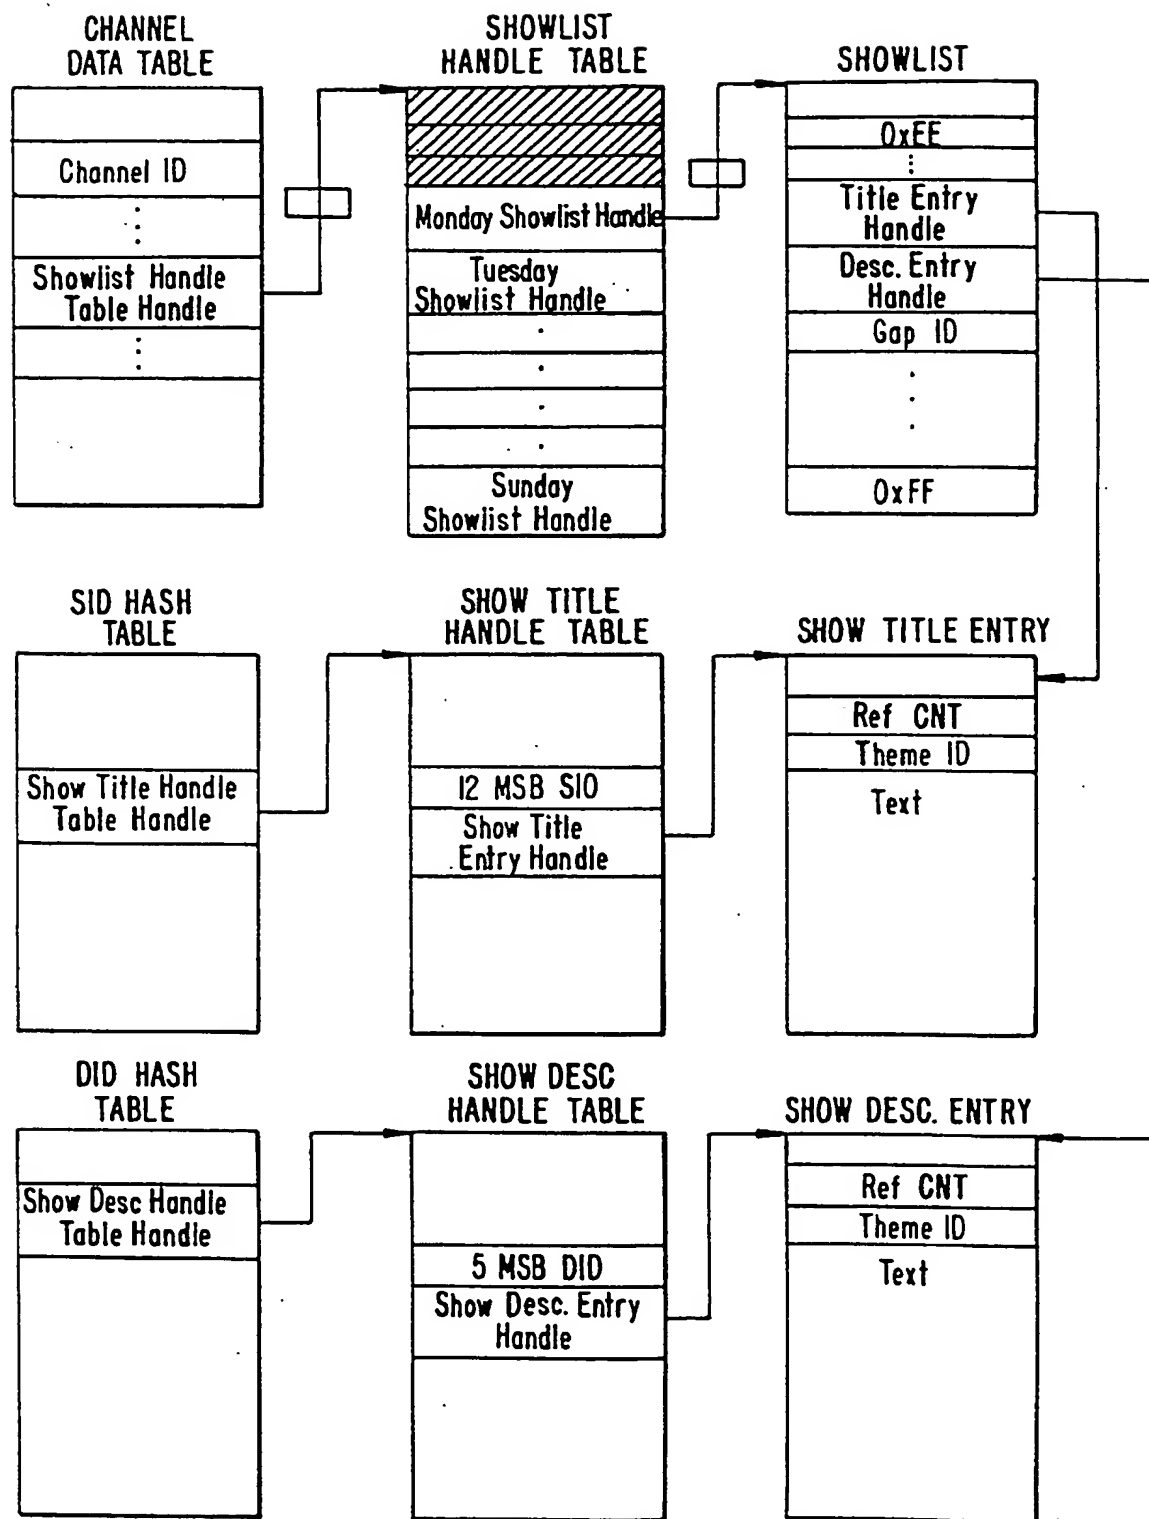 CHANNEL
DATA TABLE
Channel ID
Showlist Handle
Table Handle
SHOWLIST
HANDLE TABLE
Monday Showlist Handle
Tuesday
Showlist Handle
Sunday
Showlist Handle
SHOWLIST
0xEE
Title Entry
Handle
Desc. Entry
Handle
Gap ID
0xFF
SID HASH
TABLE
Show Title Handle
Table Handle
SHOW TITLE
HANDLE TABLE
12 MSB SIO
Show Title
Entry Handle
SHOW TITLE ENTRY
Ref CNT
Theme ID
Text
DID HASH
TABLE
Show Desc Handle
Table Handle
SHOW DESC
HANDLE TABLE
5 MSB DID
Show Desc. Entry
Handle
SHOW DESC. ENTRY
Ref CNT
Theme ID
Text